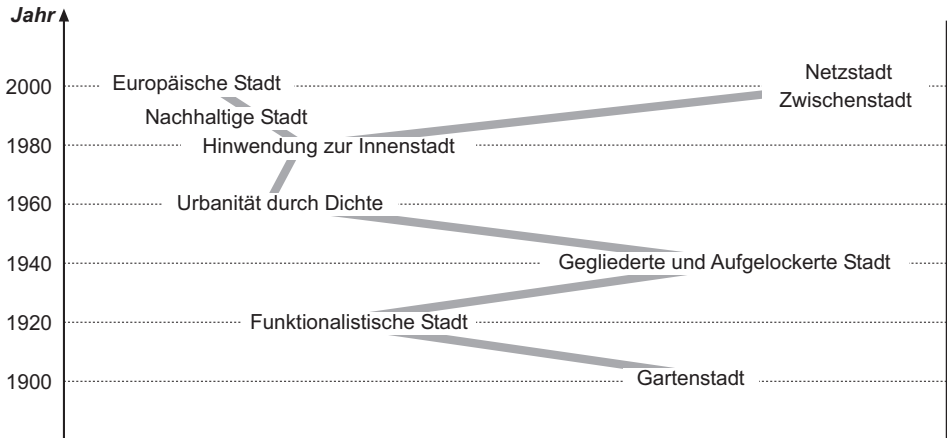 Jahr
Netzstadt
2000
Europäische Stadt
Zwischenstadt
Nachhaltige Stadt
1980
Hinwendung zur Innenstadt
1960
Urbanität durch Dichte
1940
Gegliederte und Aufgelockerte Stadt
1920
Funktionalistische Stadt
1900
Gartenstadt